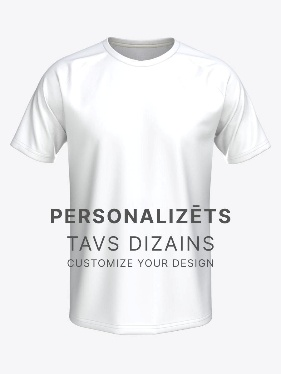 PERSONALIZĒTS
TAVS DIZAINS
CUSTOMIZE YOUR DESIGN